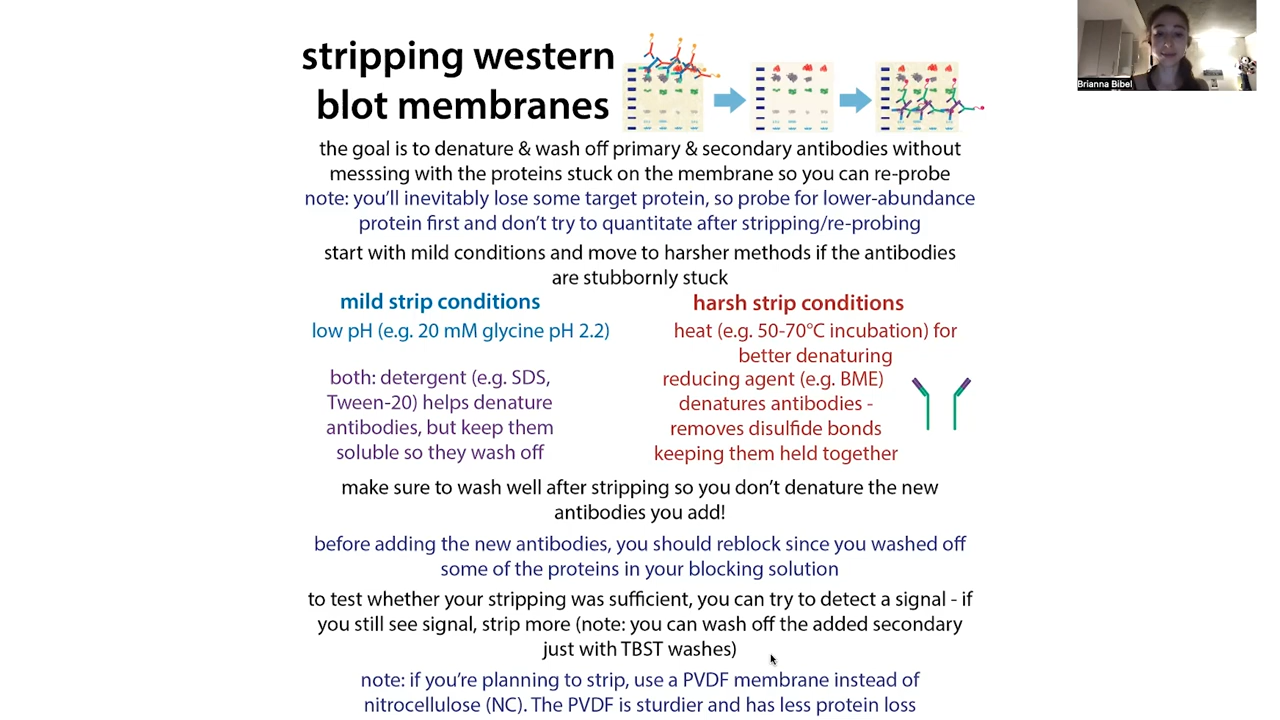 stripping western
blot membranes
Brianna Bibel
the goal is to denature & wash off primary & secondary antibodies without
messsing with the proteins stuck on the membrane so you can re-probe
note: you'll inevitably lose some target protein, so probe for lower-abundance
protein first and don't try to quantitate after stripping/re-probing
start with mild conditions and move to harsher methods if the antibodies
are stubbornly stuck
mild strip conditions
low pH (e.g. 20 mM glycine pH 2.2)
harsh strip conditions
heat (e.g. 50-70°C incubation) for
better denaturing
both: detergent (e.g. SDS,
Tween-20) helps denature
antibodies, but keep them
soluble so they wash off
reducing agent (e.g. BME)
denatures antibodies -
removes disulfide bonds
keeping them held together
make sure to wash well after stripping so you don't denature the new
antibodies you add!
before adding the new antibodies, you should reblock since you washed off
some of the proteins in your blocking solution
to test whether your stripping was sufficient, you can try to detect a signal - if
you still see signal, strip more (note: you can wash off the added secondary
just with TBST washes)
note: if you're planning to strip, use a PVDF membrane instead of
nitrocellulose (NC). The PVDF is sturdier and has less protein loss